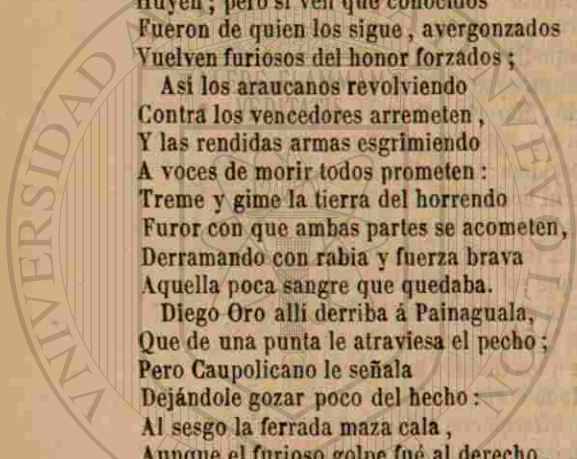 Huyen ; pero si ven que conocidos
Fueron de quien los sigue , avergonzados
Vuelven furiosos del honor forzados ;
Así los araucanos revolviendo
Contra los vencedores arremeten ,
Y las rendidas armas esgrimiendo
A voces de morir todos prometen :
Treme y gime la tierra del horrendo
Furor con que ambas partes se acometen,
Derramando con rabia y fuerza brava
Aquella poca sangre que quedaba.
Diego Oro allí derriba á Painaguala,
Que de una punta le atraviesa el pecho ;
Pero Caupolicano le señala
Dejándole gozar poco del hecho :
Al sesgo la ferrada maza cala ,
Aunque el furioso golpe fué al derecho